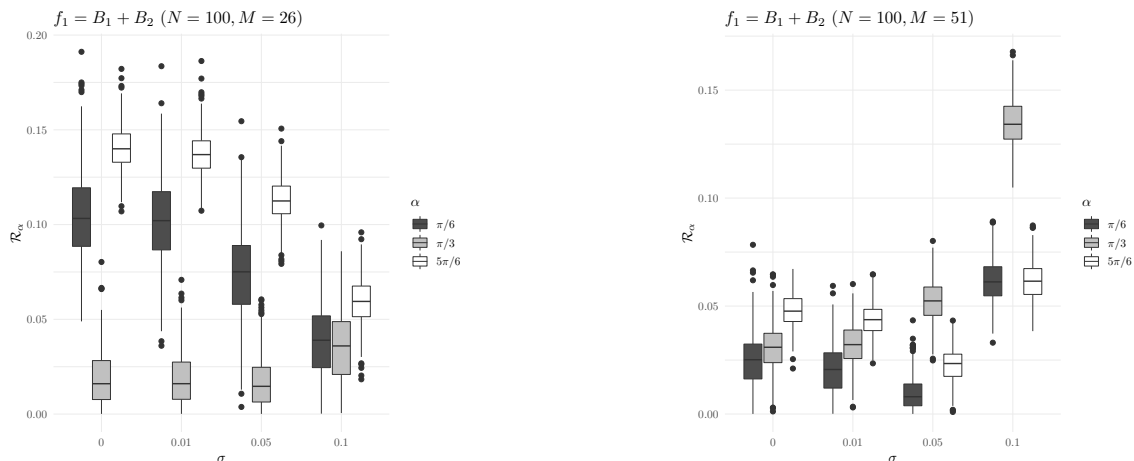 f₁ = B₁ + B₂ (N = 100, M = 26)
0.20
0.15
0.10
0.05
0.00
ℛ_α
0 0.01 0.05 0.1
σ
α
π/6
π/3
5π/6
f₁ = B₁ + B₂ (N = 100, M = 51)
0.15
0.10
0.05
0.00
ℛ_α
0 0.01 0.05 0.1
σ
α
π/6
π/3
5π/6